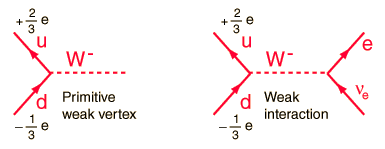 +2/3 e
u
W-
d
-1/3 e
Primitive
weak vertex
+2/3 e
u
W-
d
-1/3 e
e
νe
Weak
interaction